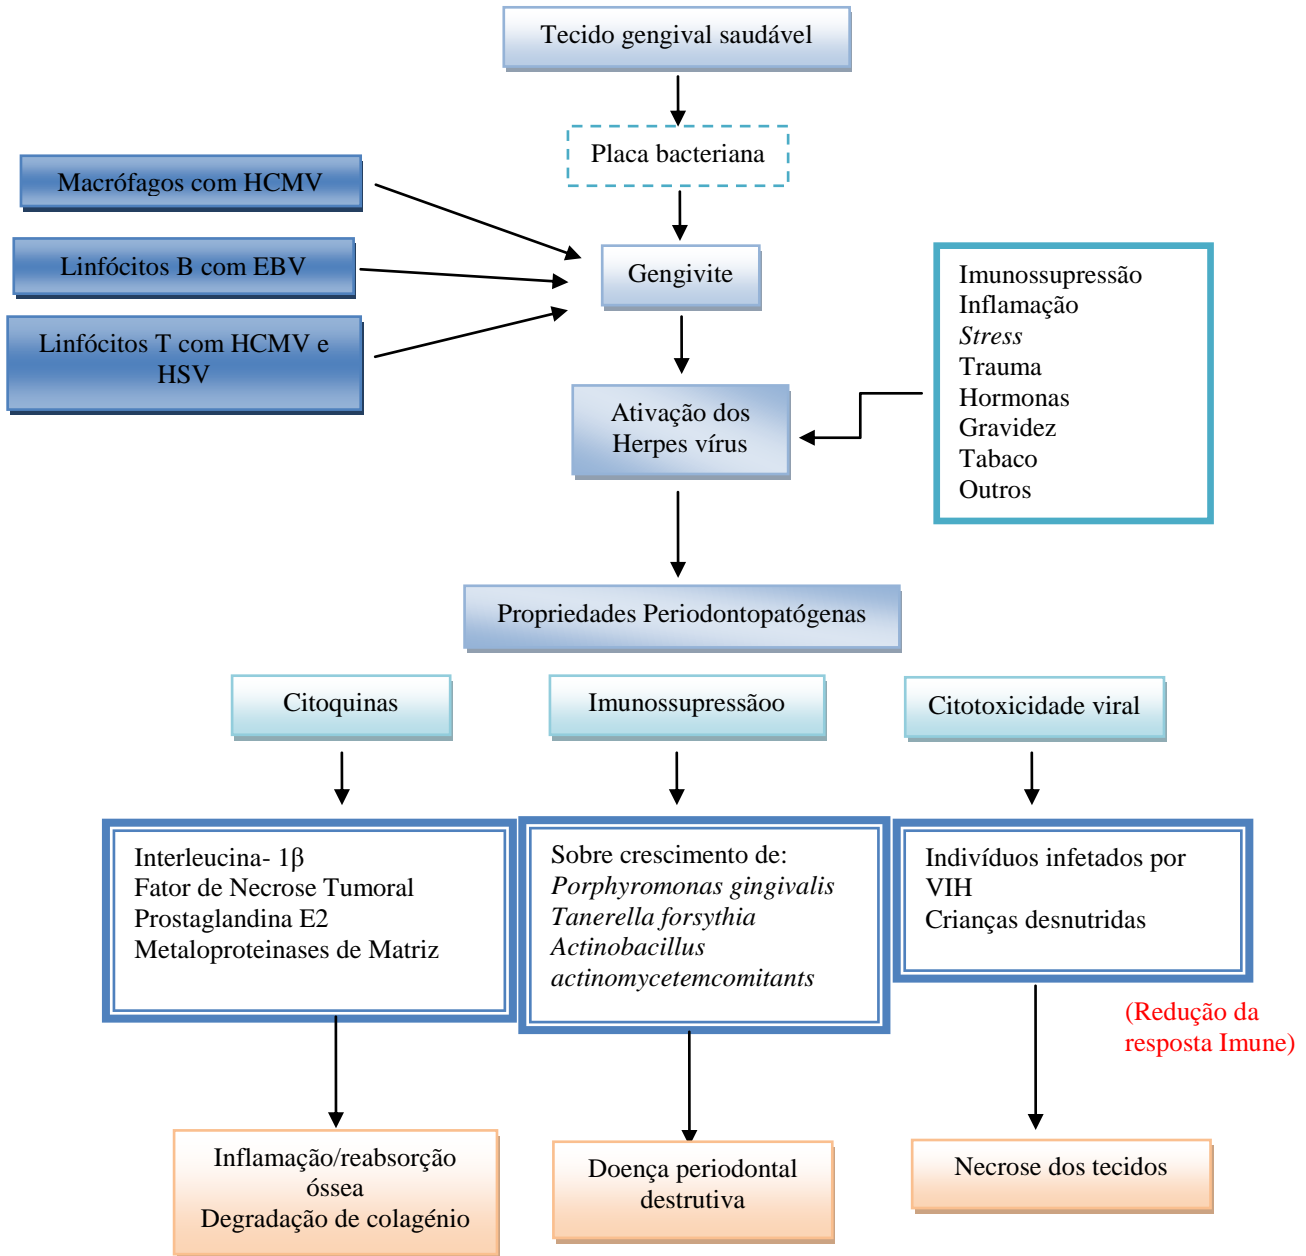 Tecido gengival saudável
Placa bacteriana
Macrófagos com HCMV
Linfócitos B com EBV
Linfócitos T com HCMV e
HSV
Gengivite
Imunossupressão
Inflamação
Stress
Trauma
Hormonas
Gravidez
Tabaco
Outros
Ativação dos
Herpes vírus
Propriedades Periodontopatógenas
Citoquinas
Imunossupressãoo
Citotoxicidade viral
Interleucina- 1β
Fator de Necrose Tumoral
Prostaglandina E2
Metaloproteinases de Matriz
Sobre crescimento de:
Porphyromonas gingivalis
Tanerella forsythia
Actinobacillus
actinomycetemcomitants
Indivíduos infetados por
VIH
Crianças desnutridas
(Redução da
resposta Imune)
Inflamação/reabsorção
óssea
Degradação de colagénio
Doença periodontal
destrutiva
Necrose dos tecidos